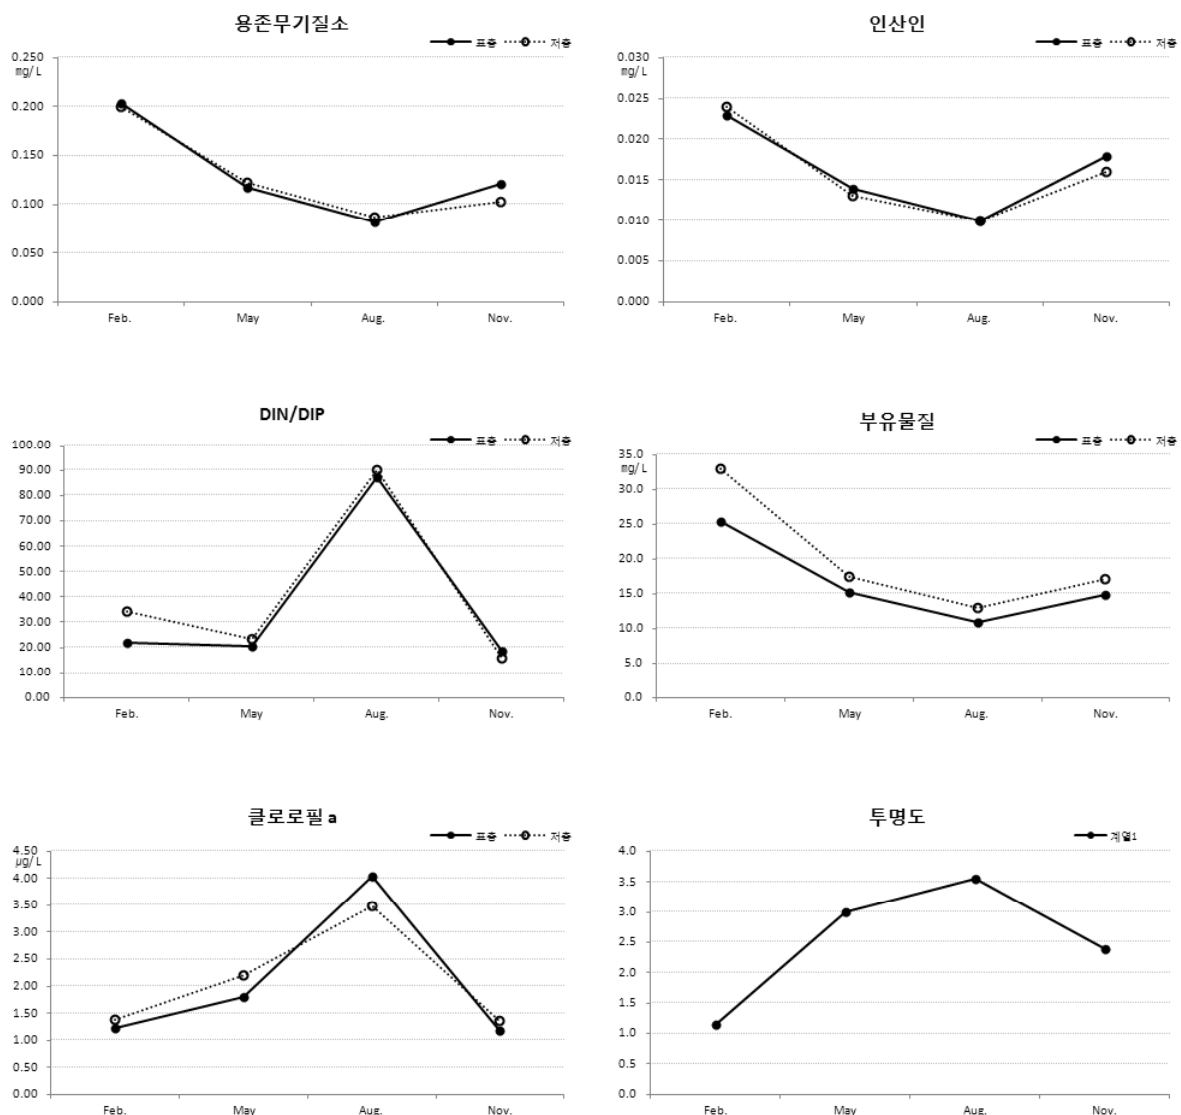 용존무기질소
표층 저층
0.250
mg/ L
0.200
0.150
0.100
0.050
0.000
Feb. May Aug. Nov.
인산인
표층 저층
0.030
mg/ L
0.025
0.020
0.015
0.010
0.005
0.000
Feb. May Aug. Nov.
DIN/DIP
표층 저층
100.00
90.00
80.00
70.00
60.00
50.00
40.00
30.00
20.00
10.00
0.00
Feb. May Aug. Nov.
부유물질
표층 저층
35.0
mg/ L
30.0
25.0
20.0
15.0
10.0
5.0
0.0
Feb. May Aug. Nov.
클로로필 a
표층 저층
4.50
μg/ L
4.00
3.50
3.00
2.50
2.00
1.50
1.00
0.50
0.00
Feb. May Aug. Nov.
투명도
계열1
4.0
3.5
3.0
2.5
2.0
1.5
1.0
0.5
0.0
Feb. May Aug. Nov.